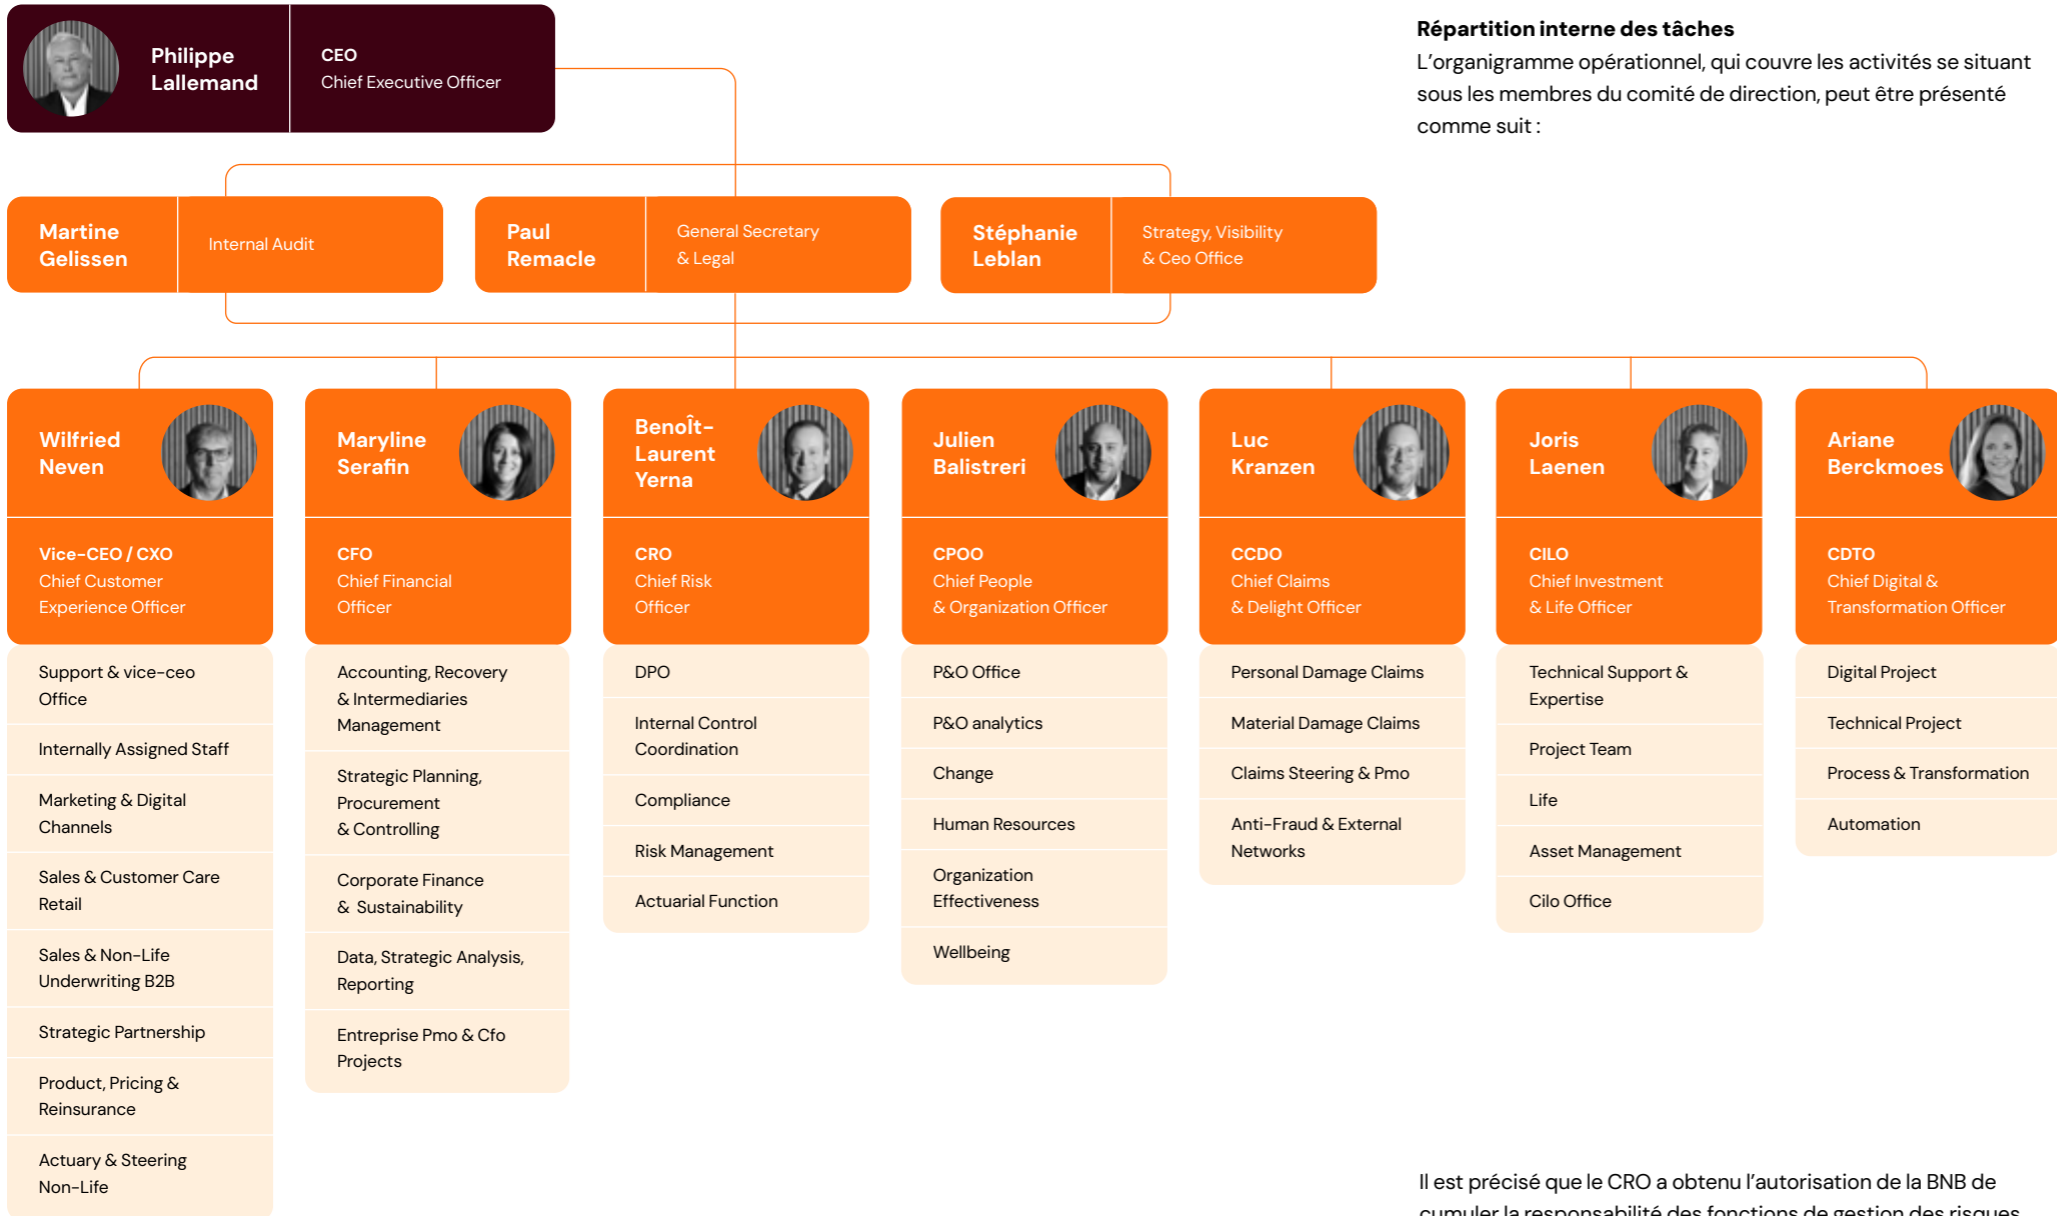 Philippe
Lallemand
CEO
Chief Executive Officer
Répartition interne des tâches
L'organigramme opérationnel, qui couvre les activités se situant
sous les membres du comité de direction, peut être présenté
comme suit :
Martine
Gelissen
Internal Audit
Paul
Remacle
General Secretary
& Legal
Stéphanie
Leblan
Strategy, Visibility
& Ceo Office
Wilfried
Neven
Vice-CEO / CXO
Chief Customer
Experience Officer
Support & vice-ceo
Office
Internally Assigned Staff
Marketing & Digital
Channels
Sales & Customer Care
Retail
Sales & Non-Life
Underwriting B2B
Strategic Partnership
Product, Pricing &
Reinsurance
Actuary & Steering
Non-Life
Maryline
Serafin
CFO
Chief Financial
Officer
Accounting, Recovery
& Intermediaries
Management
Strategic Planning,
Procurement
& Controlling
Corporate Finance
& Sustainability
Data, Strategic Analysis,
Reporting
Entreprise Pmo & Cfo
Projects
BenoÎt-
Laurent
Yerna
CRO
Chief Risk
Officer
DPO
Internal Control
Coordination
Compliance
Risk Management
Actuarial Function
Julien
Balistreri
CPOO
Chief People
& Organization Officer
P&O Office
P&O analytics
Change
Human Resources
Organization
Effectiveness
Wellbeing
Luc
Kranzen
CCDO
Chief Claims
& Delight Officer
Personal Damage Claims
Material Damage Claims
Claims Steering & Pmo
Anti-Fraud & External
Networks
Joris
Laenen
CILO
Chief Investment
& Life Officer
Technical Support &
Expertise
Project Team
Life
Asset Management
Cilo Office
Ariane
Berckmoes
CDTO
Chief Digital &
Transformation Officer
Digital Project
Technical Project
Process & Transformation
Automation
Il est précisé que le CRO a obtenu l'autorisation de la BNB de
cumuler la responsabilité des fonctions de gestion des risques